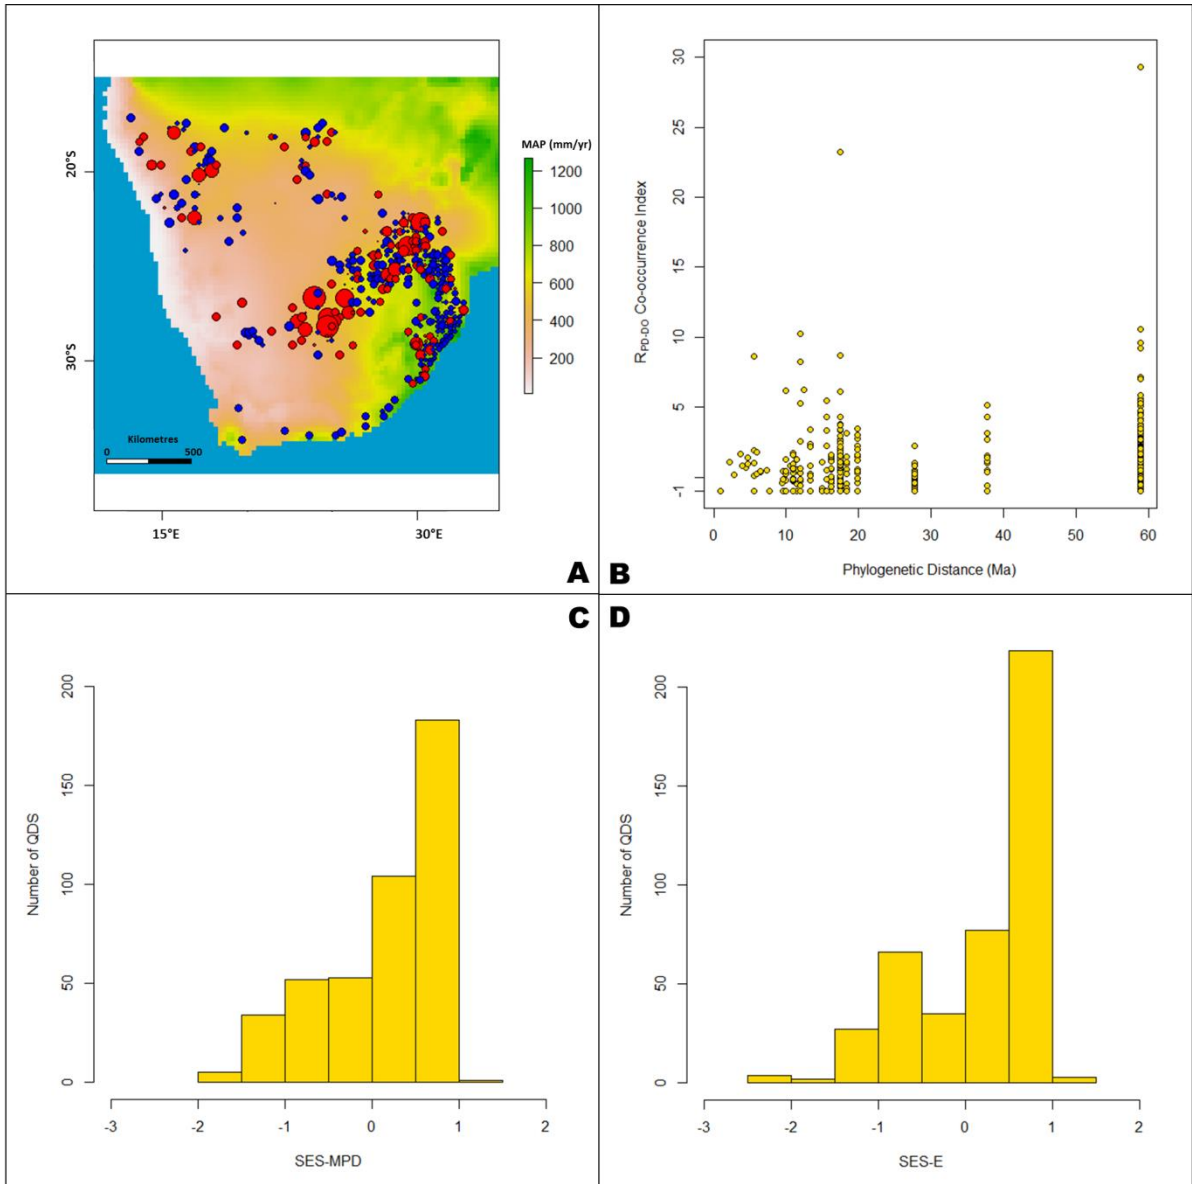 20°S
30°S
15°E
30°E
Kilometres
0 500
MAP (mm/yr)
1200
1000
800
600
400
200
A
30
25
20
15
10
5
-1
R_PD-DO Co-occurrence Index
0 10 20 30 40 50 60
Phylogenetic Distance (Ma)
B
C
200
150
100
50
0
Number of QDS
-3 -2 -1 0 1 2
SES-MPD
D
200
150
100
50
0
Number of QDS
-3 -2 -1 0 1 2
SES-E